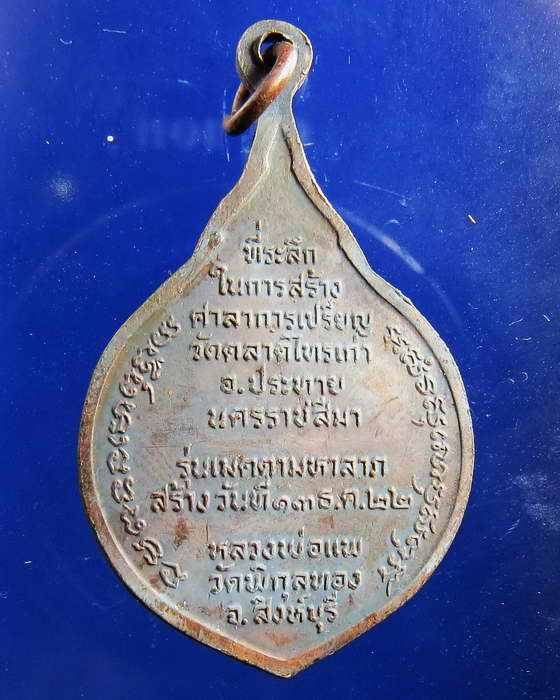 ที่ระลึก
ในการสร้าง
ศาลาการเปรียญ
วัดตลาดไทรเก่า
อ.ประทาย
นครราชสีมา
รุ่นเมตตามหาลาภ
สร้างวันที่๑๓ธ.ค.๒๒
หลวงพ่อแพ
วัดพิกุลทอง
จ.สิงห์บุรี